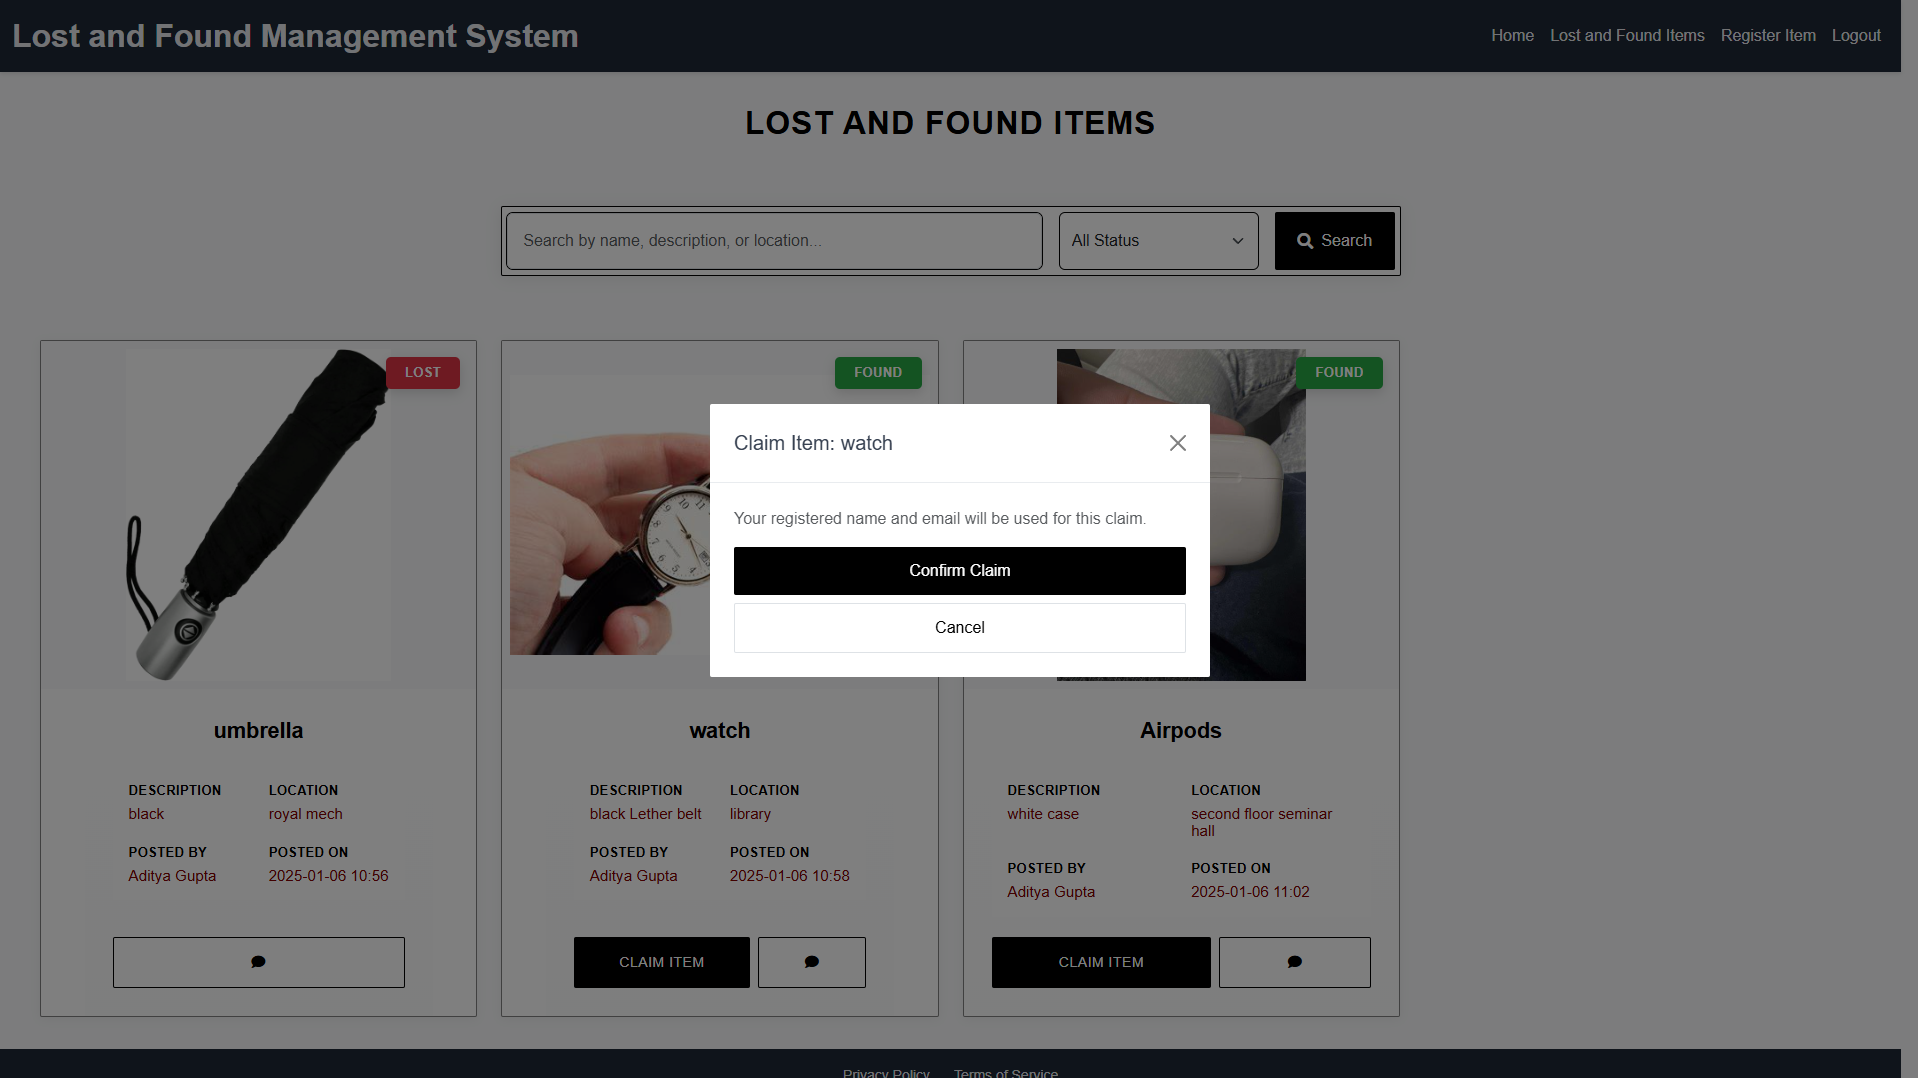 Lost and Found Management System
Home Lost and Found Items Register Item Logout
LOST AND FOUND ITEMS
Search by name, description, or location...
All Status
Search
LOST
FOUND
FOUND
Claim Item: watch
Your registered name and email will be used for this claim.
Confirm Claim
Cancel
umbrella
DESCRIPTION LOCATION
black royal mech
POSTED BY POSTED ON
Aditya Gupta 2025-01-06 10:56
watch
DESCRIPTION LOCATION
black Lether belt library
POSTED BY POSTED ON
Aditya Gupta 2025-01-06 10:58
CLAIM ITEM
Airpods
DESCRIPTION LOCATION
white case second floor seminar
hall
POSTED BY POSTED ON
Aditya Gupta 2025-01-06 11:02
CLAIM ITEM
Privacy Policy Terms of Service